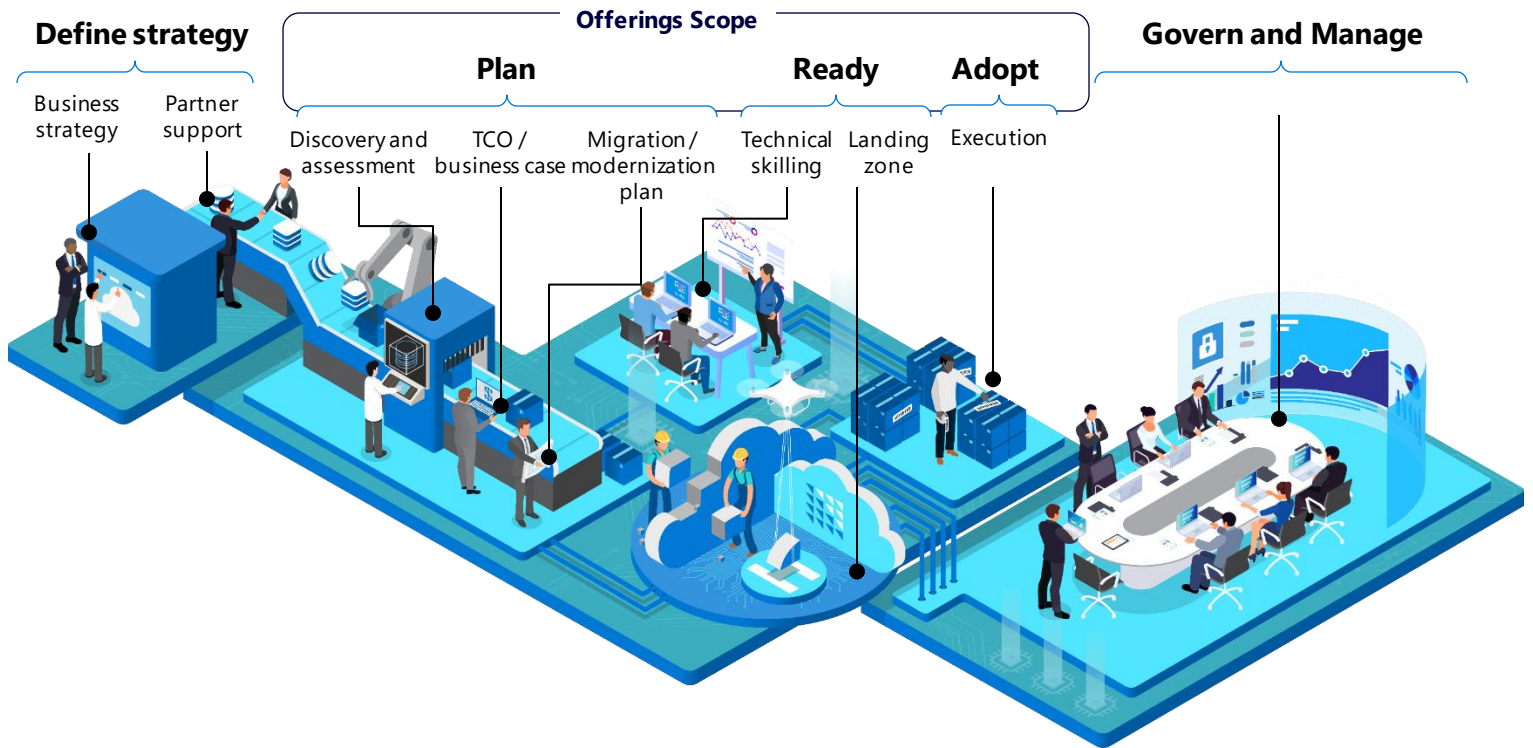 Offerings Scope
Define strategy
Plan
Ready
Adopt
Govern and Manage
Business
strategy
Partner
support
Discovery and
assessment
TCO /
business case
Migration /
modernization
plan
Technical
skilling
Landing
zone
Execution
$